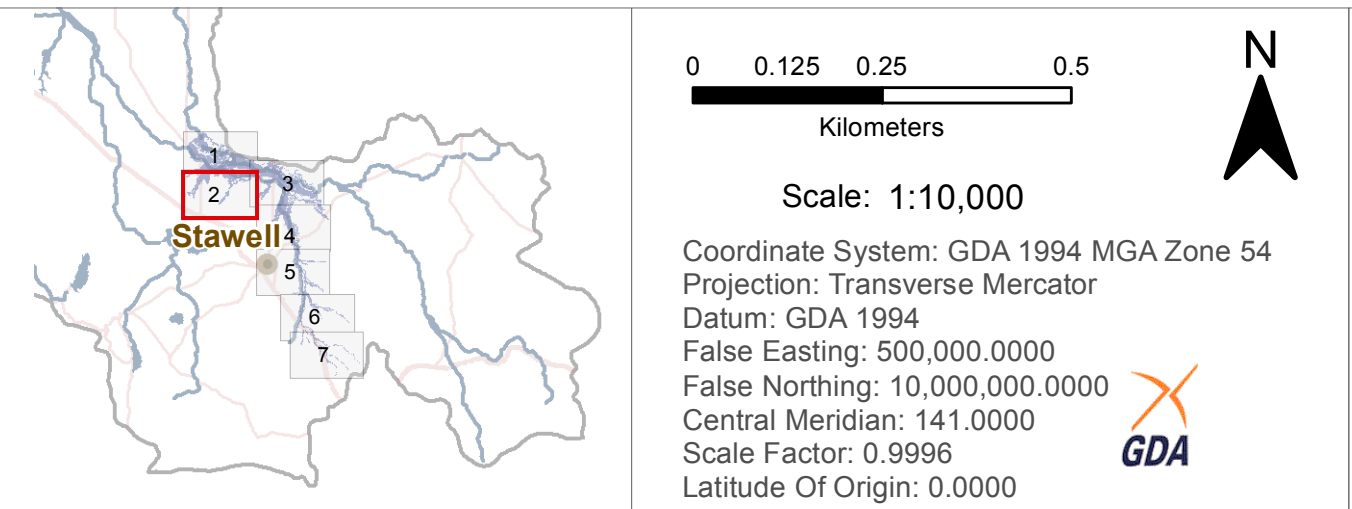 1
2
3
Stawell
4
5
6
7
0 0.125 0.25 0.5
Kilometers
N
Scale: 1:10,000
Coordinate System: GDA 1994 MGA Zone 54
Projection: Transverse Mercator
Datum: GDA 1994
False Easting: 500,000.0000
False Northing: 10,000,000.0000
Central Meridian: 141.0000
Scale Factor: 0.9996
Latitude Of Origin: 0.0000
GDA